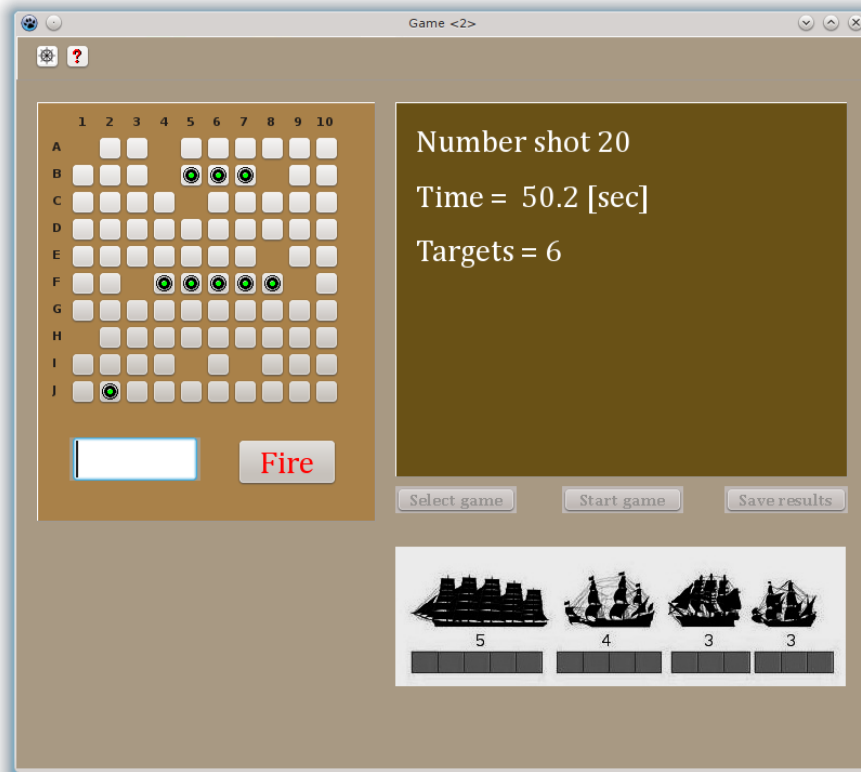 Game <2>
?
1 2 3 4 5 6 7 8 9 10
A
B
C
D
E
F
G
H
I
J
Fire
Number shot 20
Time = 50.2 [sec]
Targets = 6
Select game Start game Save results
5 4 3 3